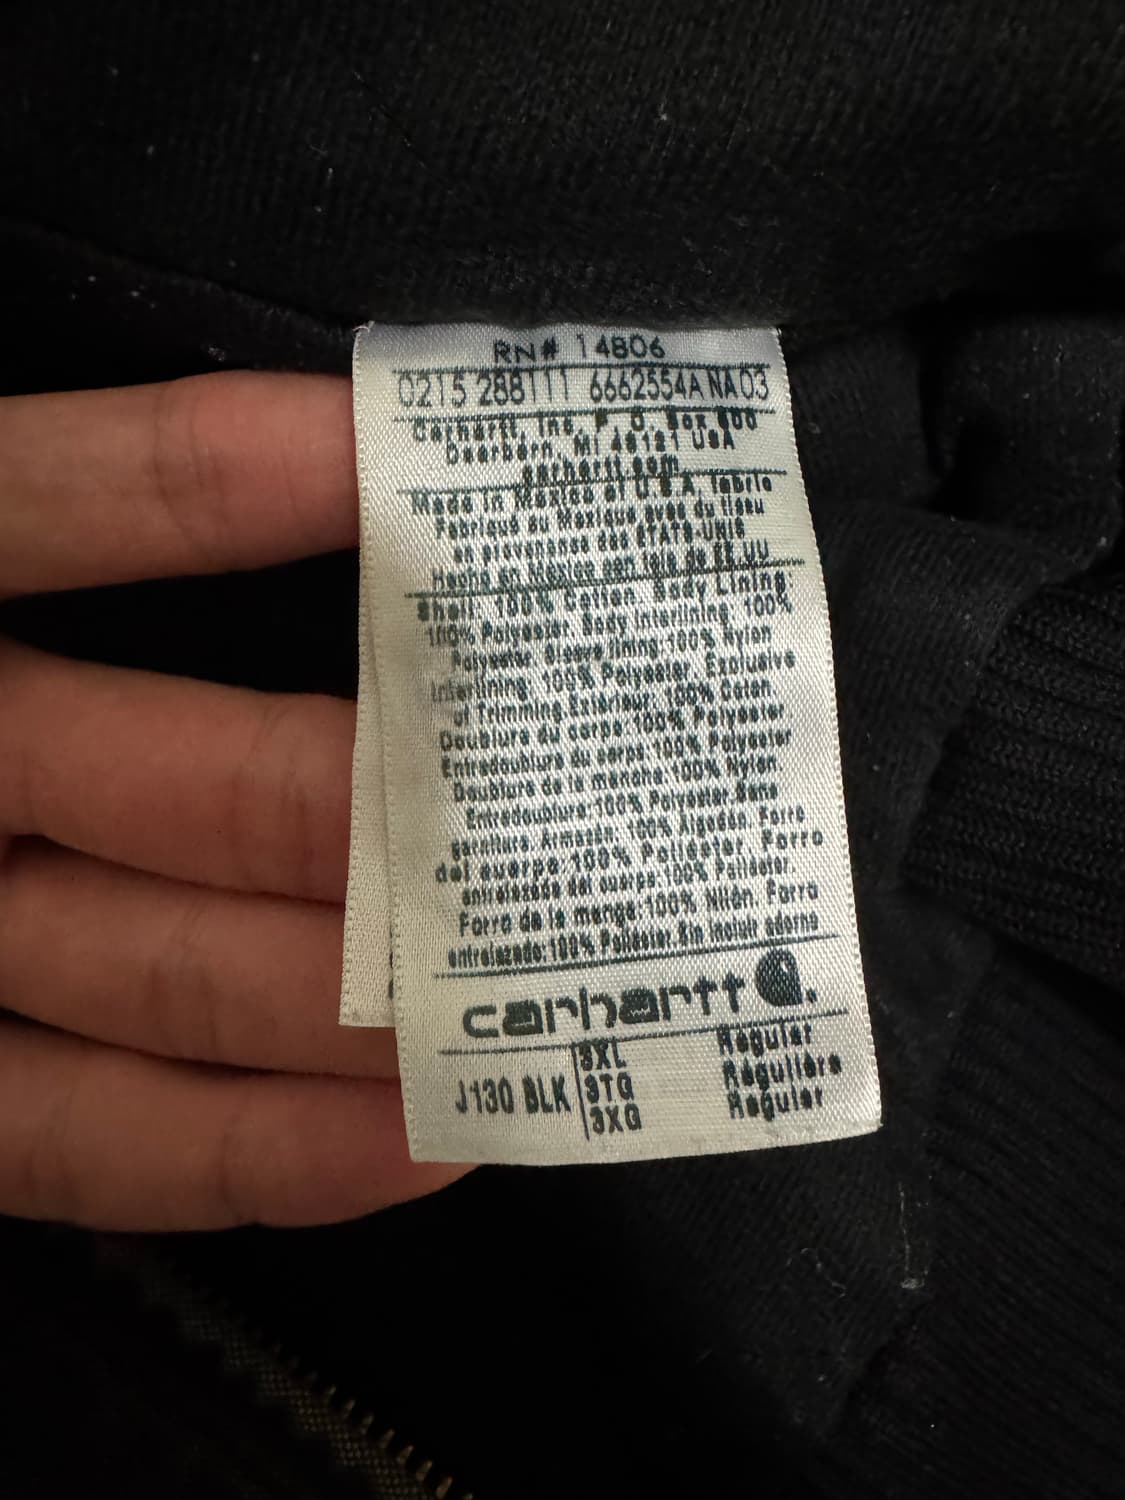 RN# 14806
0215 288111 6662554A NA 03
Carhartt, Inc. P. O. Box 600
Dearborn, MI 48121 USA
carhartt.com
Made in Mexico of U.S.A. fabric
Fabriqué au Mexique avec du tissu
en provenance des ÉTATS-UNIS
Hecho en México con tela de EE.UU
Shell: 100% Cotton. Body Lining:
100% Polyester. Body Interlining: 100%
Polyester. Sleeve lining:100% Nylon
Interlining: 100% Polyester. Exclusive
of Trimming Extérieur: 100% Coton.
Doublure du corps:100% Polyester.
Entredoublure du corps:100% Polyester
Doublure de la manche:100% Nylon
Entredoublure:100% Polyester.Sans
garniture. Armazón: 100% Algodón. Forro
del cuerpo:100% Poliéster. Forro
entrelazado del cuerpo:100% Poliéster.
Forro de la manga:100% Nilón. Forro
entrelazado:100% Poliéster.Sin incluir adorno
carhartt
J130 BLK 3XL Regular
3TG Régulière
3XG Regular